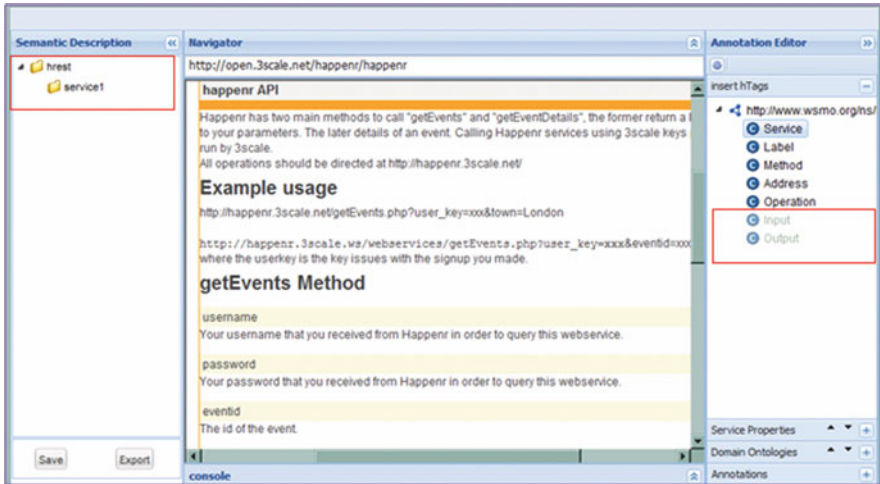 Semantic Description
hrest
service1
Save
Export
Navigator
http://open.3scale.net/happenr/happenr
happenr API
Happenr has two main methods to call "getEvents" and "getEventDetails", the former return a
to your parameters. The later details of an event. Calling Happenr services using 3scale keys
run by 3scale.
All operations should be directed at http://happenr.3scale.net/
Example usage
http://happenr.3scale.net/getEvents.php?user_key=xxx&town=London
http://happenr.3scale.ws/webservices/getEvents.php?user_key=xxx&eventid=xxx
where the userkey is the key issues with the signup you made.
getEvents Method
username
Your username that you received from Happenr in order to query this webservice.
password
Your password that you received from Happenr in order to query this webservice.
eventid
The id of the event.
console
Annotation Editor
insert hTags
http://www.wsmo.org/ns/
Service
Label
Method
Address
Operation
Input
Output
Service Properties
Domain Ontologies
Annotations